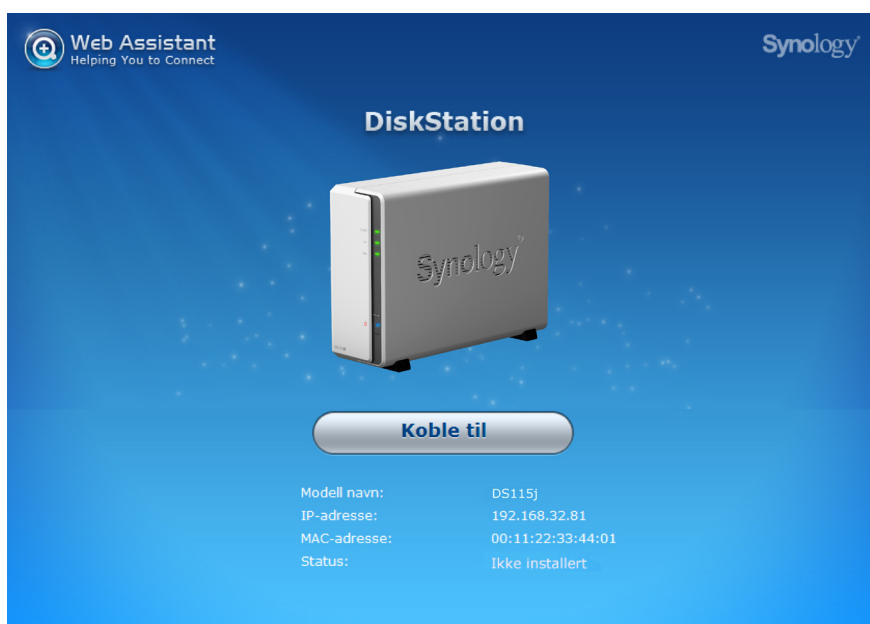 Web Assistant
Helping You to Connect
Synology
DiskStation
Synology
Koble til
Modell navn: DS115j
IP-adresse: 192.168.32.81
MAC-adresse: 00:11:22:33:44:01
Status: Ikke installert